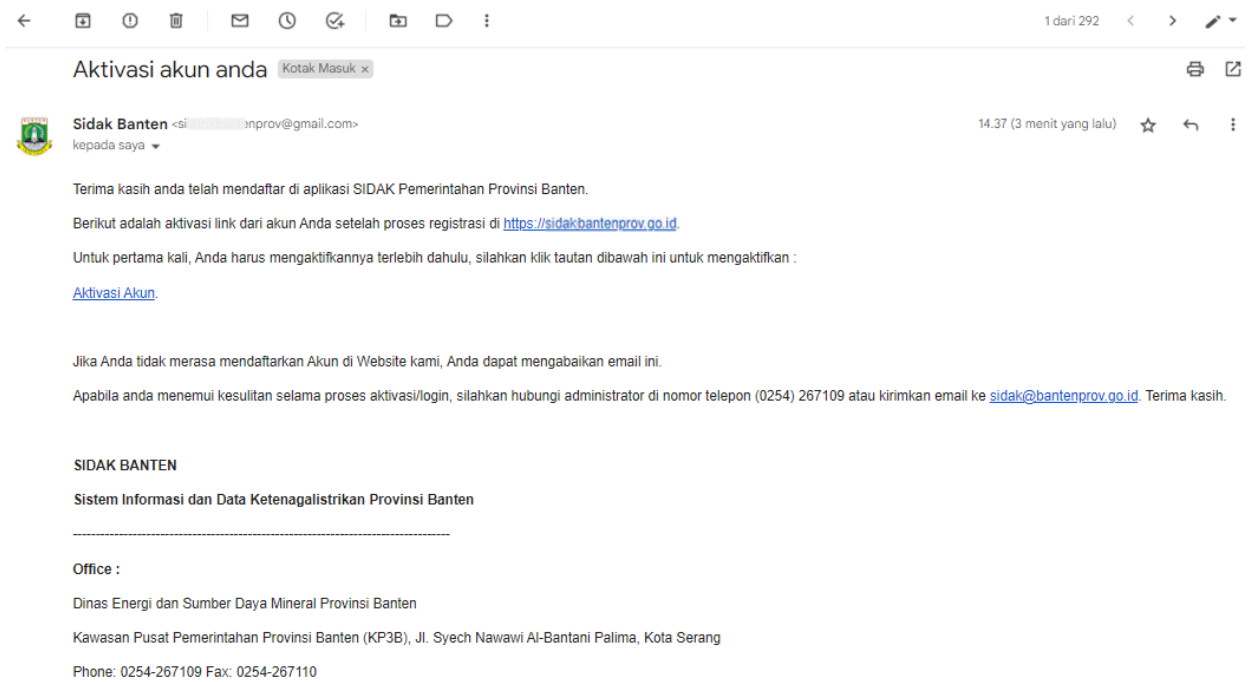 1 dari 292
Aktivasi akun anda Kotak Masuk ×
Sidak Banten <si enprov@gmail.com>
14.37 (3 menit yang lalu)
kepada saya
Terima kasih anda telah mendaftar di aplikasi SIDAK Pemerintahan Provinsi Banten.
Berikut adalah aktivasi link dari akun Anda setelah proses registrasi di https://sidakbantenprov.go.id.
Untuk pertama kali, Anda harus mengaktifkannya terlebih dahulu, silahkan klik tautan dibawah ini untuk mengaktifkan :
Aktivasi Akun.
Jika Anda tidak merasa mendaftarkan Akun di Website kami, Anda dapat mengabaikan email ini.
Apabila anda menemui kesulitan selama proses aktivasi/login, silahkan hubungi administrator di nomor telepon (0254) 267109 atau kirimkan email ke sidak@bantenprov.go.id. Terima kasih.
SIDAK BANTEN
Sistem Informasi dan Data Ketenagalistrikan Provinsi Banten
--------------------------------------------------------------------------------------
Office :
Dinas Energi dan Sumber Daya Mineral Provinsi Banten
Kawasan Pusat Pemerintahan Provinsi Banten (KP3B), Jl. Syech Nawawi Al-Bantani Palima, Kota Serang
Phone: 0254-267109 Fax: 0254-267110